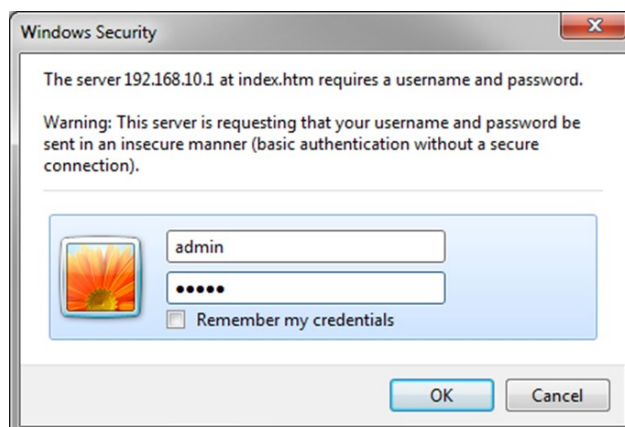 Windows Security
The server 192.168.10.1 at index.htm requires a username and password.
Warning: This server is requesting that your username and password be
sent in an insecure manner (basic authentication without a secure
connection).
admin
•••••
Remember my credentials
OK
Cancel